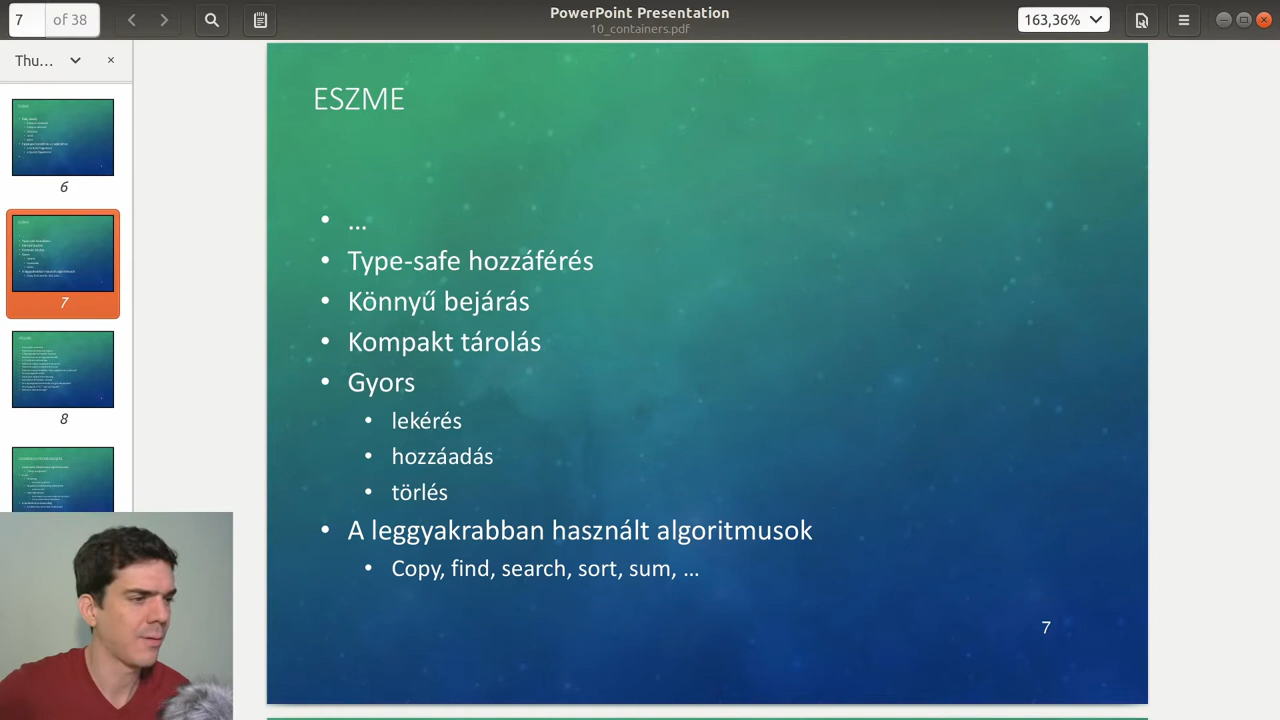 7
of 38
PowerPoint Presentation
10_containers.pdf
163,36%
Thu...
6
7
8
ESZME
• ...
• Type-safe hozzáférés
• Könnyű bejárás
• Kompakt tárolás
• Gyors
• lekérés
• hozzáadás
• törlés
• A leggyakrabban használt algoritmusok
• Copy, find, search, sort, sum, ...
7